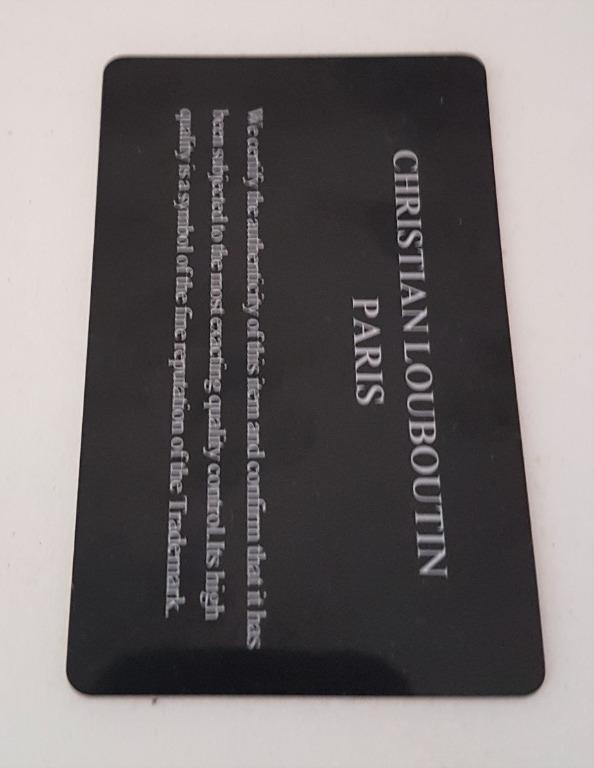 CHRISTIAN LOUBOUTIN
PARIS
We certify the authenticity of this item and confirm that it has
been subjected to the most exacting quality control Its high
quality is a symbol of the fine reputation of the Trademark.